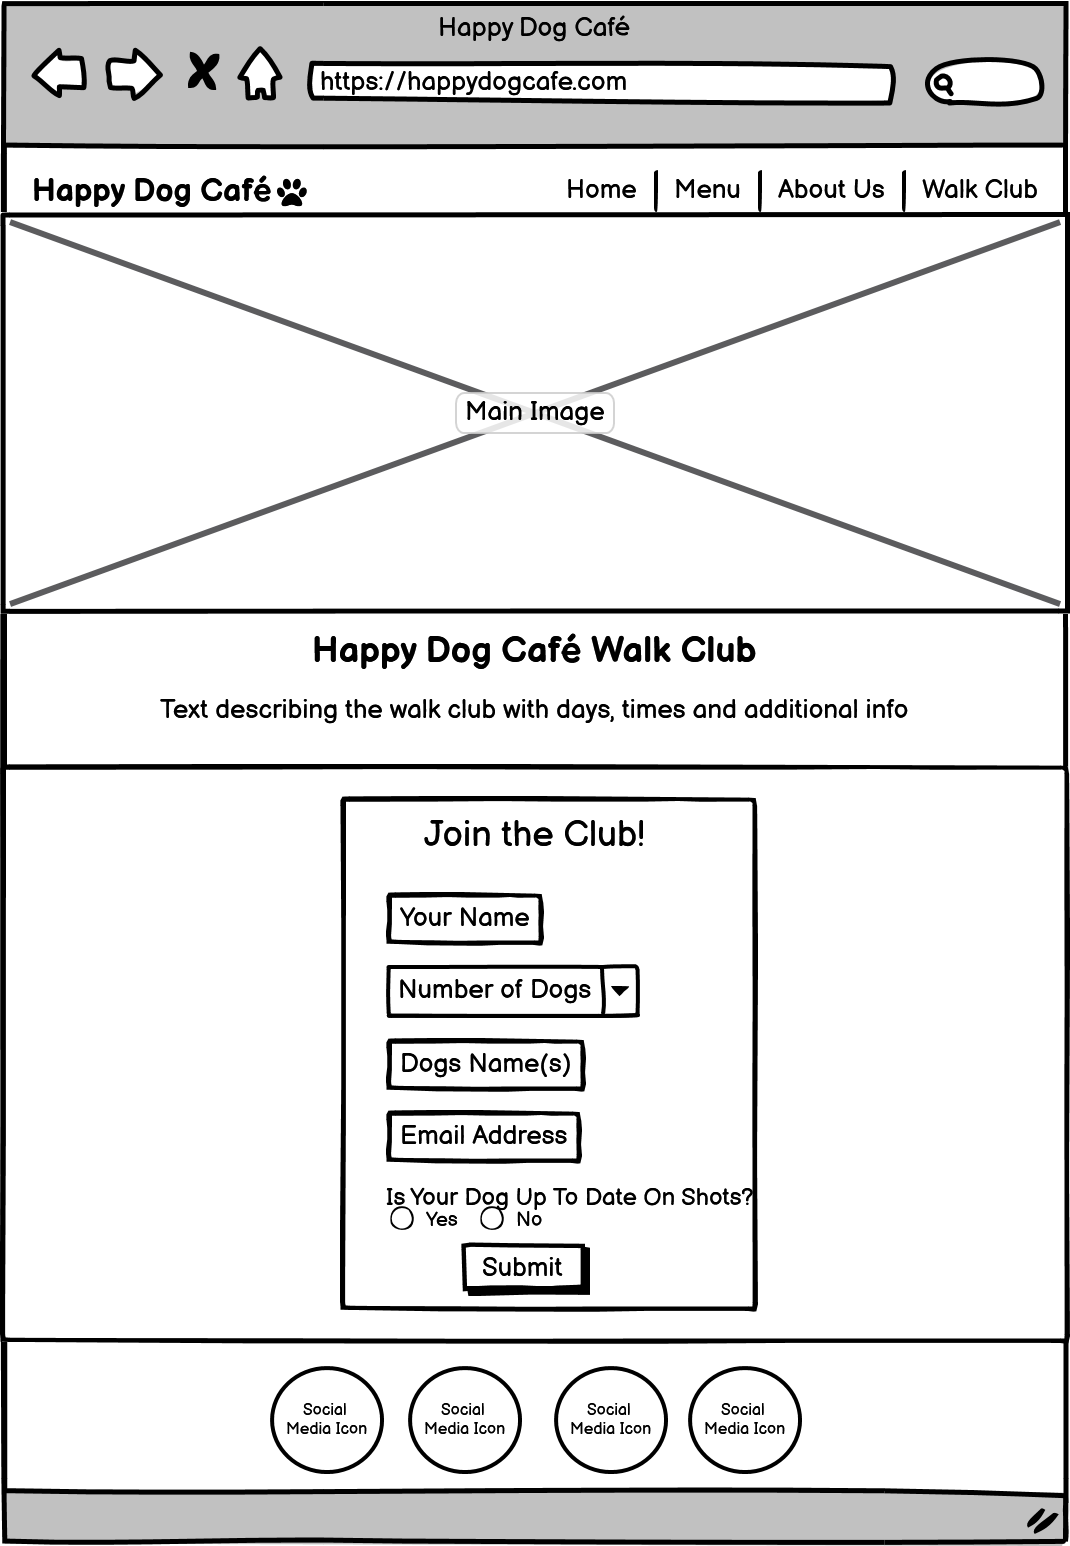 Happy Dog Café
https://happydogcafe.com
Happy Dog Café
Home
Menu
About Us
Walk Club
Main Image
Happy Dog Café Walk Club
Text describing the walk club with days, times and additional info
Join the Club!
Your Name
Number of Dogs
Dogs Name(s)
Email Address
Is Your Dog Up To Date On Shots?
Yes
No
Submit
Social
Media Icon
Social
Media Icon
Social
Media Icon
Social
Media Icon